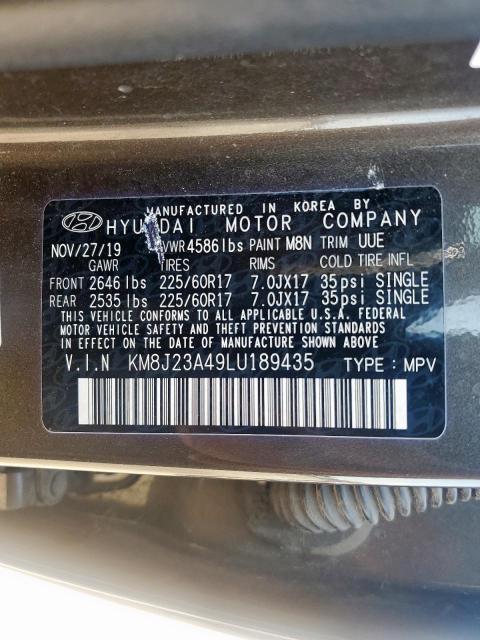 MANUFACTURED IN KOREA BY
HYUNDAI MOTOR COMPANY
NOV/27/19 VWR 4586 lbs PAINT M8N TRIM UUE
GAWR TIRES RIMS COLD TIRE INFL
FRONT 2646 lbs 225/60R17 7.0JX17 35psi SINGLE
REAR 2535 lbs 225/60R17 7.0JX17 35psi SINGLE
THIS VEHICLE CONFORMS TO ALL APPLICABLE U.S.A. FEDERAL
MOTOR VEHICLE SAFETY AND THEFT PREVENTION STANDARDS
IN EFFECT ON THE DATE OF MANUFACTURE SHOWN ABOVE
V.I.N KM8J23A49LU189435 TYPE : MPV